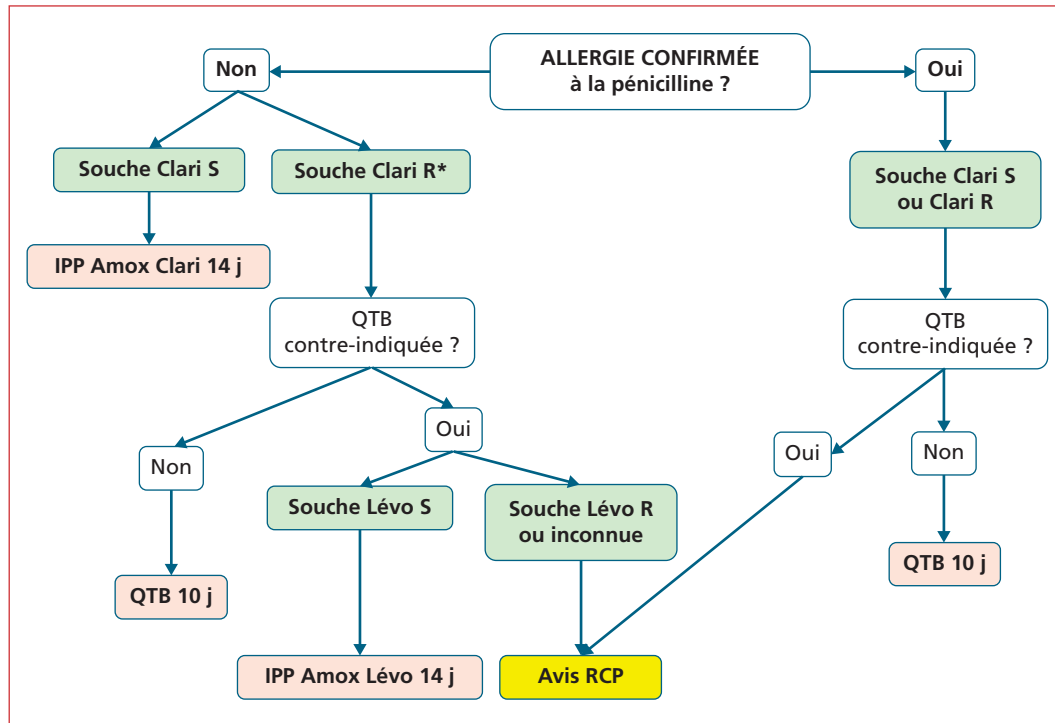 ALLERGIE CONFIRMÉE
à la pénicilline ?
Non
Oui
Souche Clari S
Souche Clari R*
Souche Clari S
ou Clari R
IPP Amox Clari 14 j
QTB
contre-indiquée ?
QTB
contre-indiquée ?
Non
Oui
Oui
Non
Souche Lévo S
Souche Lévo R
ou inconnue
QTB 10 j
QTB 10 j
IPP Amox Lévo 14 j
Avis RCP